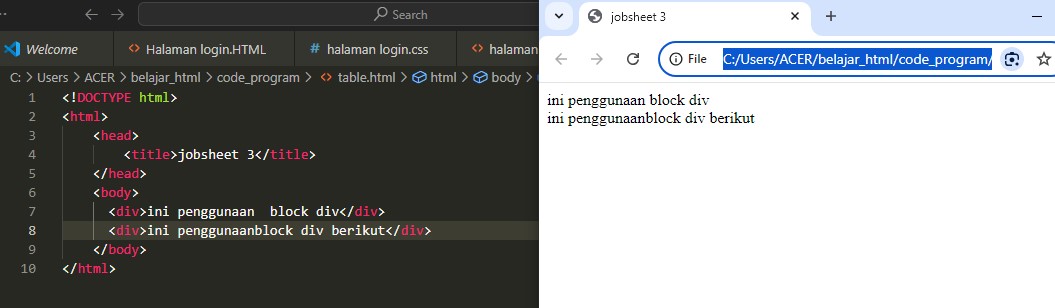 Search
Welcome
Halaman login.HTML
# halaman login.css
halaman
C: > Users > ACER > belajar_html > code_program > table.html > html > body >
1 <!DOCTYPE html>
2 <html>
3 <head>
4 <title>jobsheet 3</title>
5 </head>
6 <body>
7 <div>ini penggunaan  block div</div>
8 <div>ini penggunaanblock div berikut</div>
9 </body>
10 </html>
jobsheet 3
File C:/Users/ACER/belajar_html/code_program/
ini penggunaan block div
ini penggunaanblock div berikut